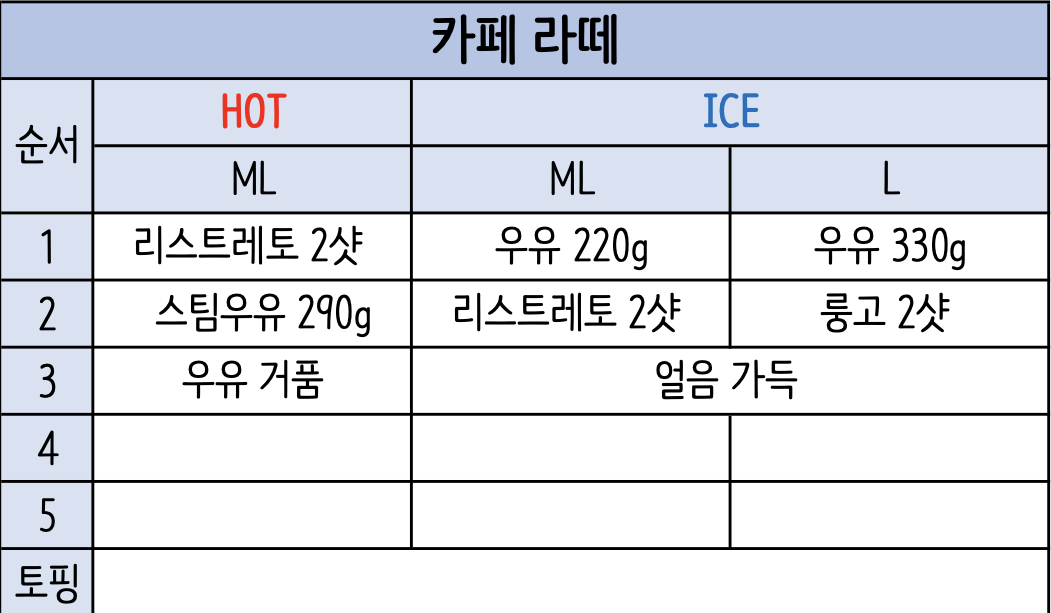 카페 라떼
순서 HOT ICE
ML ML L
1 리스트레토 2샷 우유 220g 우유 330g
2 스팀우유 290g 리스트레토 2샷 룽고 2샷
3 우유 거품 얼음 가득
4
5
토핑